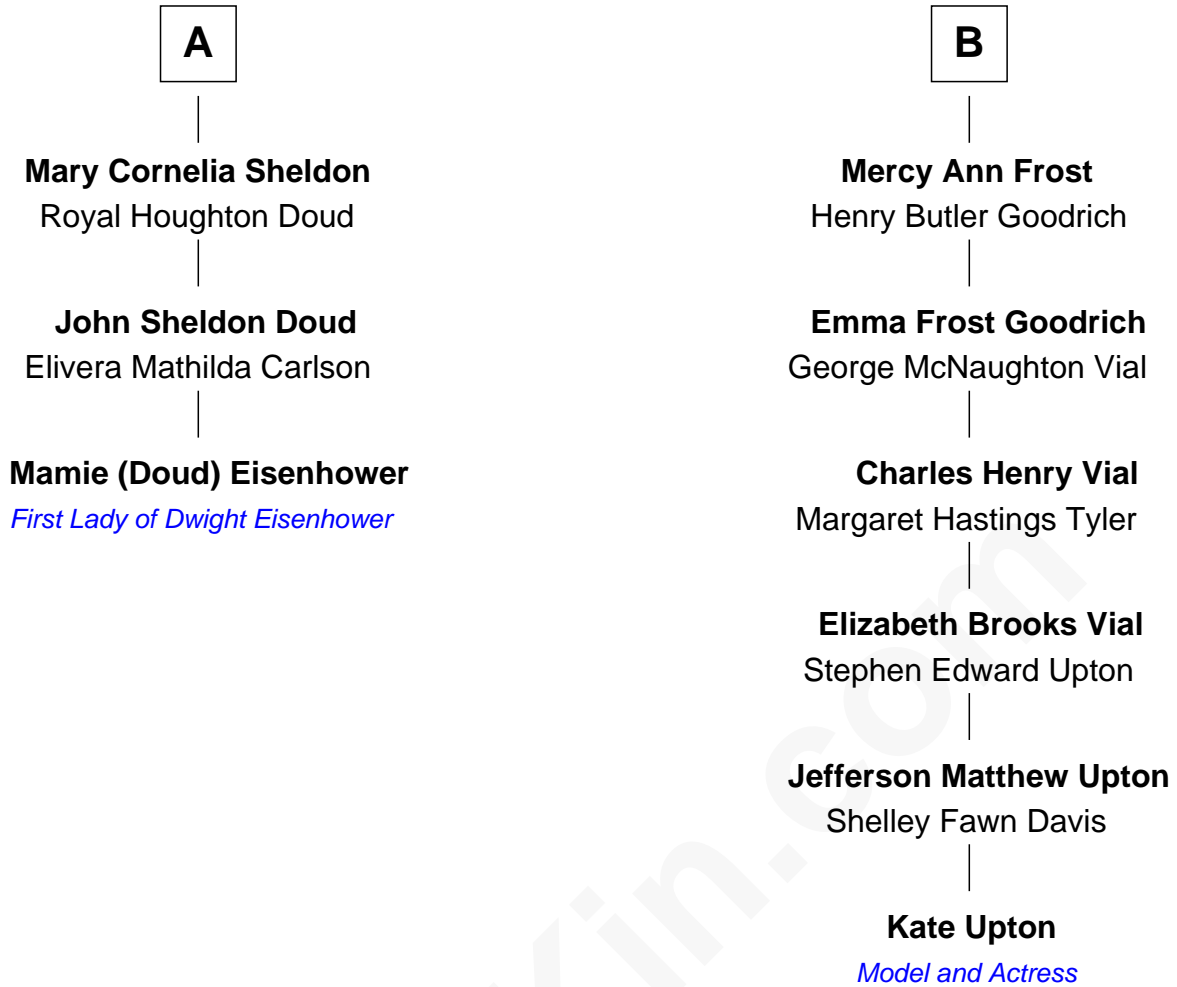 A
Mary Cornelia Sheldon
Royal Houghton Doud
John Sheldon Doud
Elivera Mathilda Carlson
Mamie (Doud) Eisenhower
First Lady of Dwight Eisenhower
B
Mercy Ann Frost
Henry Butler Goodrich
Emma Frost Goodrich
George McNaughton Vial
Charles Henry Vial
Margaret Hastings Tyler
Elizabeth Brooks Vial
Stephen Edward Upton
Jefferson Matthew Upton
Shelley Fawn Davis
Kate Upton
Model and Actress